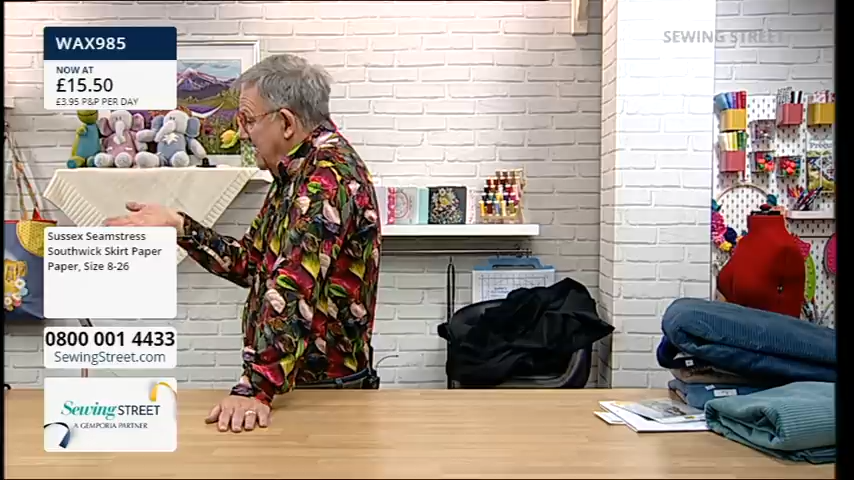 WAX985
NOW AT
£15.50
£3.95 P&P PER DAY
SEWING STREET
Sussex Seamstress
Southwick Skirt Paper
Paper, Size 8-26
0800 001 4433
SewingStreet.com
Sewing STREET
A GEMPORIA PARTNER